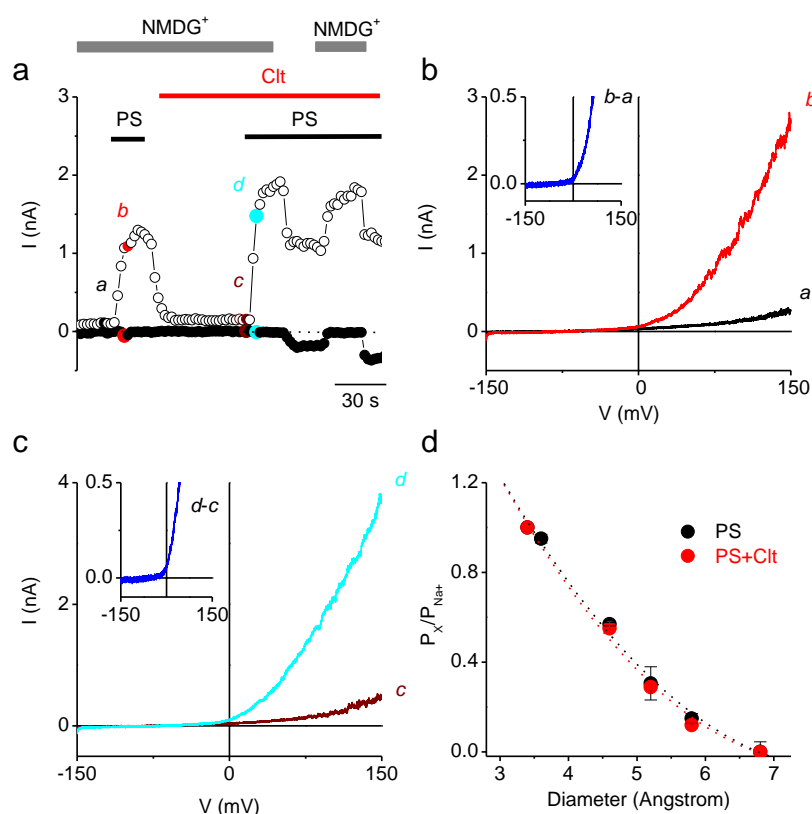 NMDG⁺ NMDG⁺
a
Clt
PS PS
I (nA)
3
2
1
0
a
b
c
d
30 s
b
I (nA)
3
2
1
0
-150 0 150
V (mV)
b
a
b-a
0.5
0.0
-150 150
c
I (nA)
4
2
0
-150 0 150
V (mV)
d
c
d-c
0.5
0.0
-150 150
d
Pₓ/P_Na+
1.2
0.8
0.4
0.0
3 4 5 6 7
Diameter (Angstrom)
PS
PS+Clt